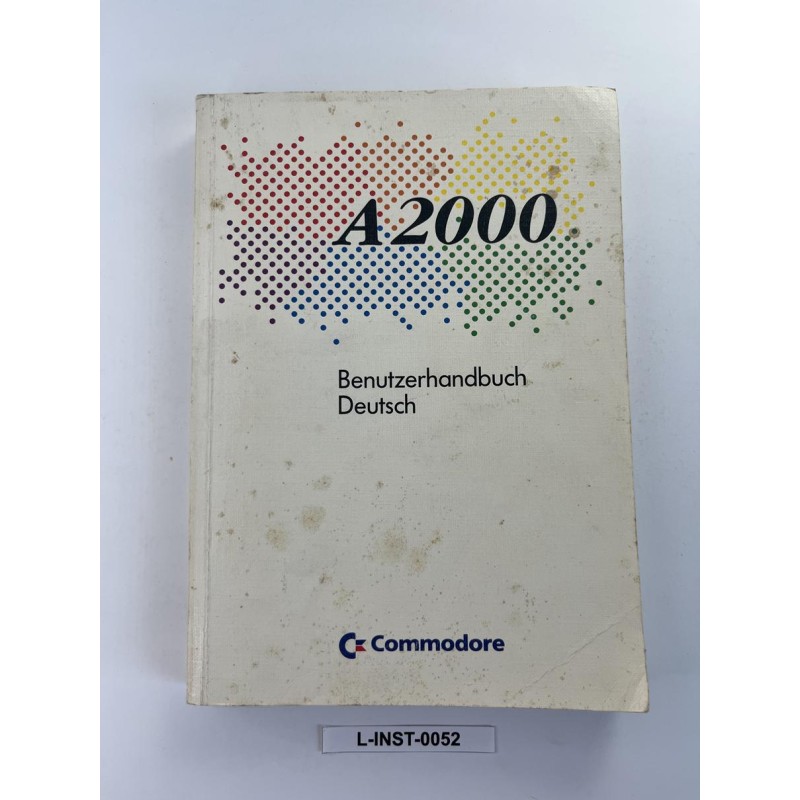 A2000
Benutzerhandbuch
Deutsch
Commodore
L-INST-0052